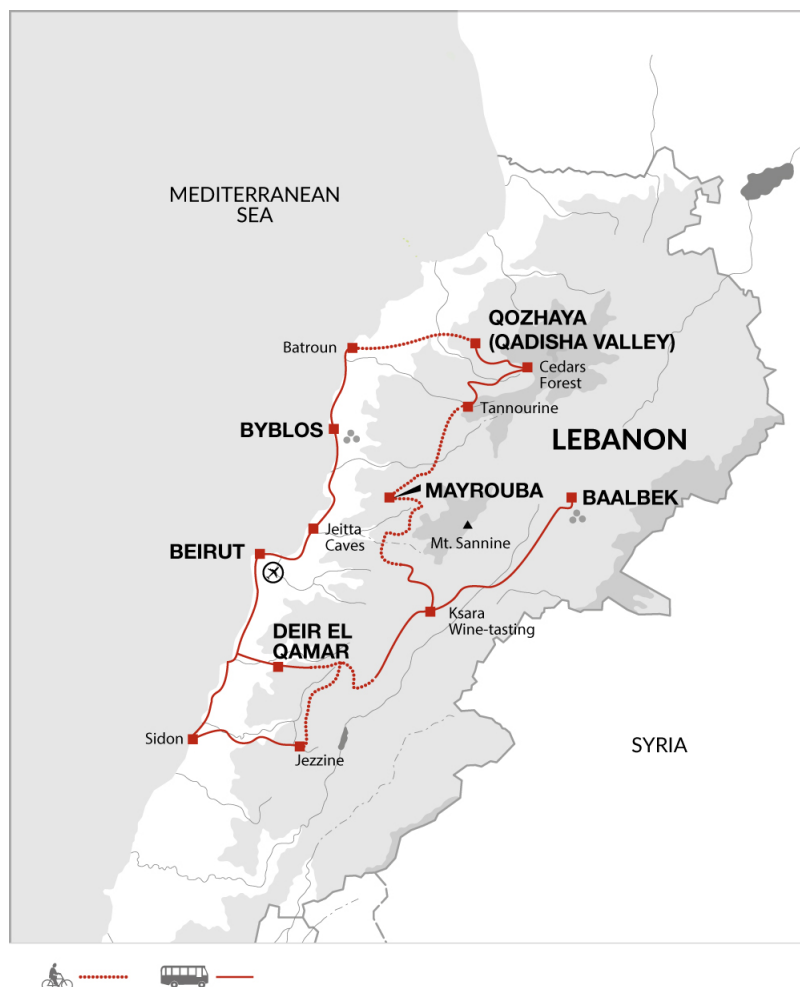 MEDITERRANEAN
SEA
QOZHAYA
(QADISHA VALLEY)
Batroun
Cedars
Forest
Tannourine
BYBLOS
LEBANON
MAYROUBA
BAALBEK
Jeitta
Caves
Mt. Sannine
BEIRUT
Ksara
Wine-tasting
DEIR EL
QAMAR
Sidon
Jezzine
SYRIA